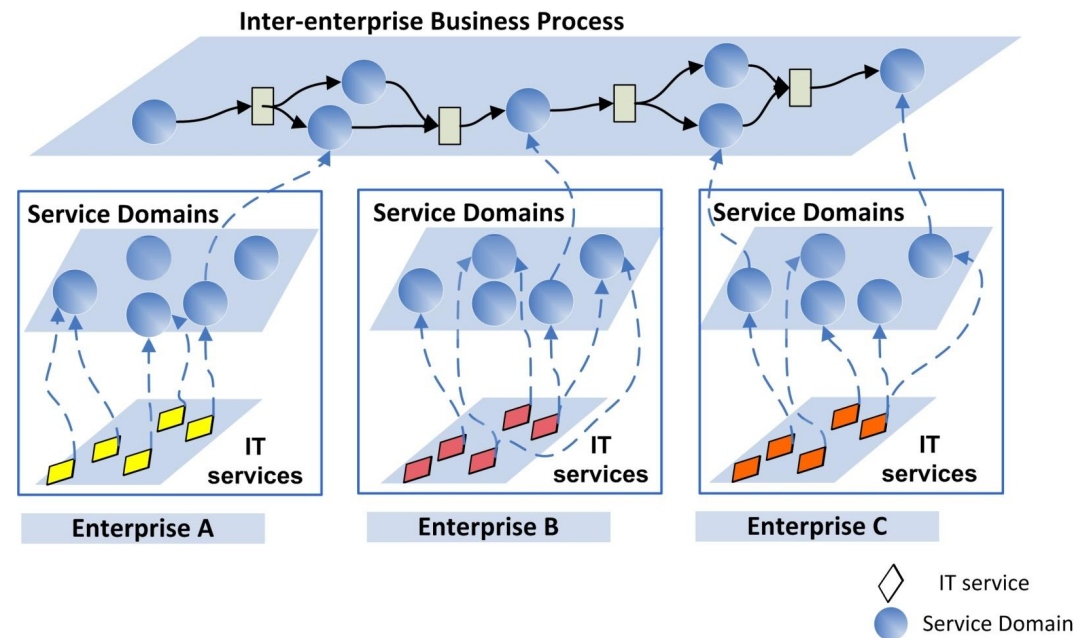 Inter-enterprise Business Process
Service Domains
Service Domains
Service Domains
IT
services
IT
services
IT
services
Enterprise A
Enterprise B
Enterprise C
IT service
Service Domain